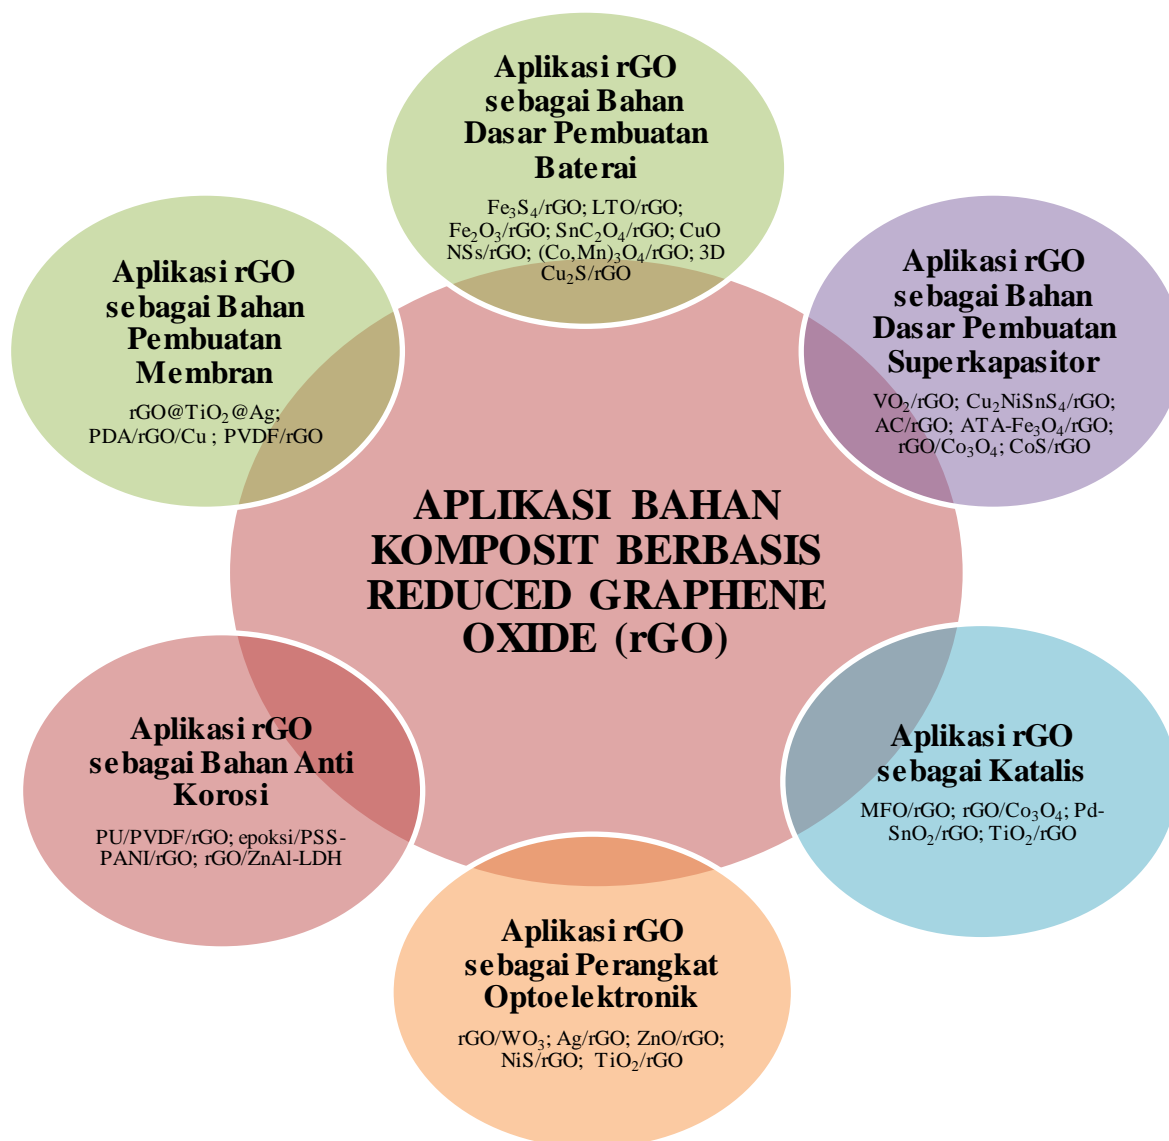 Aplikasi rGO
sebagai Bahan
Dasar Pembuatan
Baterai
Fe₃S₄/rGO; LTO/rGO;
Fe₂O₃/rGO; SnC₂O₄/rGO; CuO
NSs/rGO; (Co,Mn)₃O₄/rGO; 3D
Cu₂S/rGO
Aplikasi rGO
sebagai Bahan
Pembuatan
Membran
rGO@TiO₂@Ag;
PDA/rGO/Cu ; PVDF/rGO
Aplikasi rGO
sebagai Bahan
Dasar Pembuatan
Superkapasitor
VO₂/rGO; Cu₂NiSnS₄/rGO;
AC/rGO; ATA-Fe₃O₄/rGO;
rGO/Co₃O₄; CoS/rGO
APLIKASI BAHAN
KOMPOSIT BERBASIS
REDUCED GRAPHENE
OXIDE (rGO)
Aplikasi rGO
sebagai Bahan Anti
Korosi
PU/PVDF/rGO; epoksi/PSS-
PANI/rGO; rGO/ZnAl-LDH
Aplikasi rGO
sebagai Katalis
MFO/rGO; rGO/Co₃O₄; Pd-
SnO₂/rGO; TiO₂/rGO
Aplikasi rGO
sebagai Perangkat
Optoelektronik
rGO/WO₃; Ag/rGO; ZnO/rGO;
NiS/rGO; TiO₂/rGO